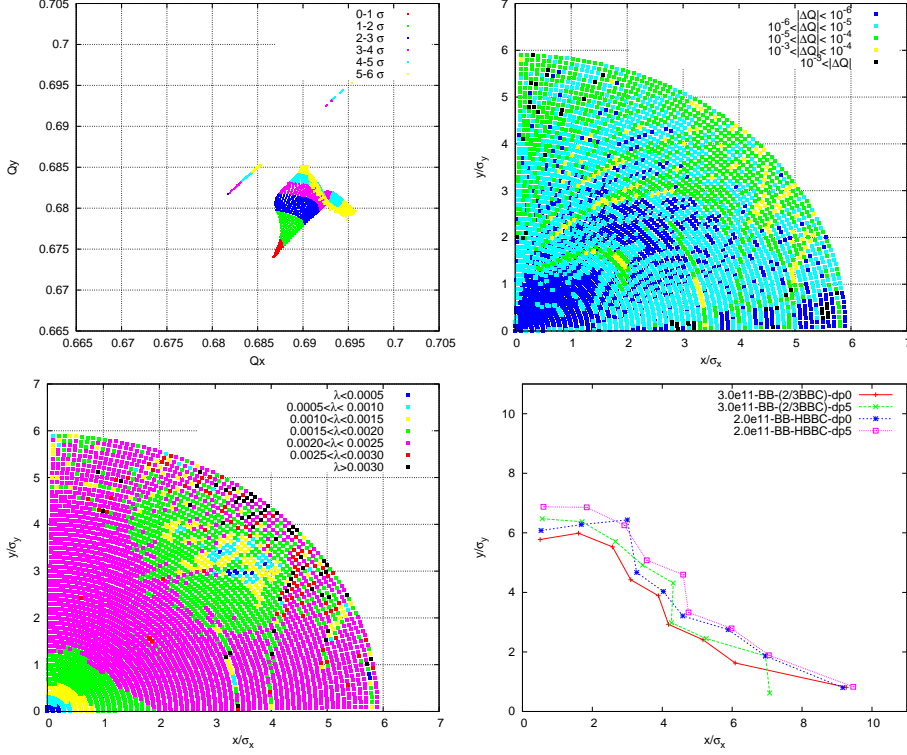 0.705
0.7
0.695
0.69
0.685
0.68
0.675
0.67
0.665
Qy
0-1 σ
1-2 σ
2-3 σ
3-4 σ
4-5 σ
5-6 σ
0.665 0.67 0.675 0.68 0.685 0.69 0.695 0.7 0.705
Qx
7
6
5
4
3
2
1
0
y/σy
|ΔQ|< 10-6
10-6<|ΔQ|< 10-5
10-5<|ΔQ|< 10-4
10-3<|ΔQ|< 10-4
10-3<|ΔQ|
0 1 2 3 4 5 6 7
x/σx
7
6
5
4
3
2
1
0
y/σy
λ<0.0005
0.0005<λ< 0.0010
0.0010<λ<0.0015
0.0015<λ<0.0020
0.0020<λ< 0.0025
0.0025<λ<0.0030
λ>0.0030
0 1 2 3 4 5 6 7
x/σx
10
8
6
4
2
0
y/σy
3.0e11-BB-(2/3BBC)-dp0
3.0e11-BB-(2/3BBC)-dp5
2.0e11-BB-HBBC-dp0
2.0e11-BB-HBBC-dp5
0 2 4 6 8 10
x/σx